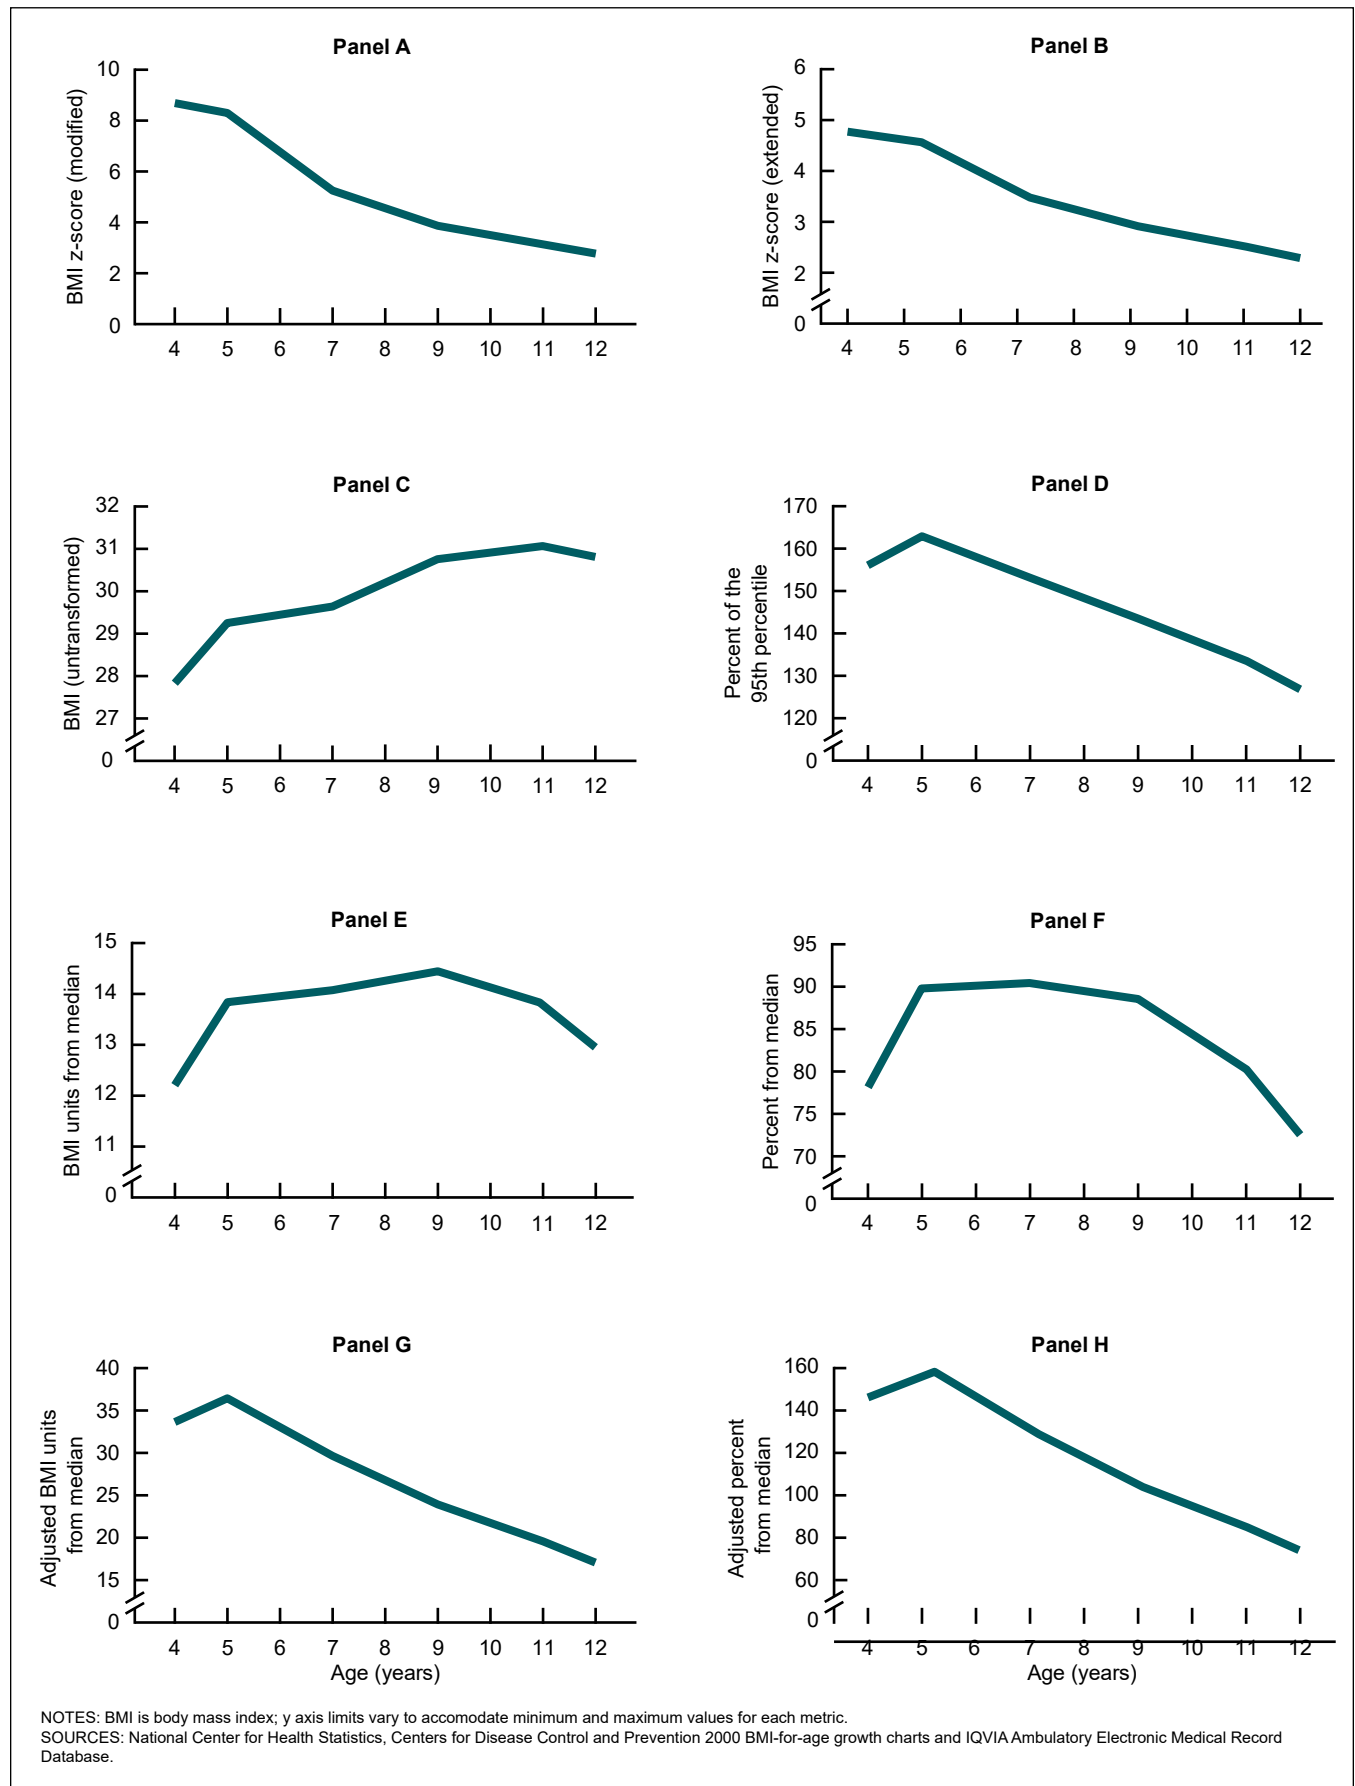 Panel A
BMI z-score (modified)
10
8
6
4
2
0
4 5 6 7 8 9 10 11 12
Panel B
BMI z-score (extended)
6
5
4
3
2
0
4 5 6 7 8 9 10 11 12
Panel C
BMI (untransformed)
32
31
30
29
28
27
0
4 5 6 7 8 9 10 11 12
Panel D
Percent of the
95th percentile
170
160
150
140
130
120
0
4 5 6 7 8 9 10 11 12
Panel E
BMI units from median
15
14
13
12
11
0
4 5 6 7 8 9 10 11 12
Panel F
Percent from median
95
90
85
80
75
70
0
4 5 6 7 8 9 10 11 12
Panel G
Adjusted BMI units
from median
40
35
30
25
20
15
0
4 5 6 7 8 9 10 11 12
Age (years)
Panel H
Adjusted percent
from median
160
140
120
100
80
60
0
4 5 6 7 8 9 10 11 12
Age (years)
NOTES: BMI is body mass index; y axis limits vary to accomodate minimum and maximum values for each metric.
SOURCES: National Center for Health Statistics, Centers for Disease Control and Prevention 2000 BMI-for-age growth charts and IQVIA Ambulatory Electronic Medical Record
Database.